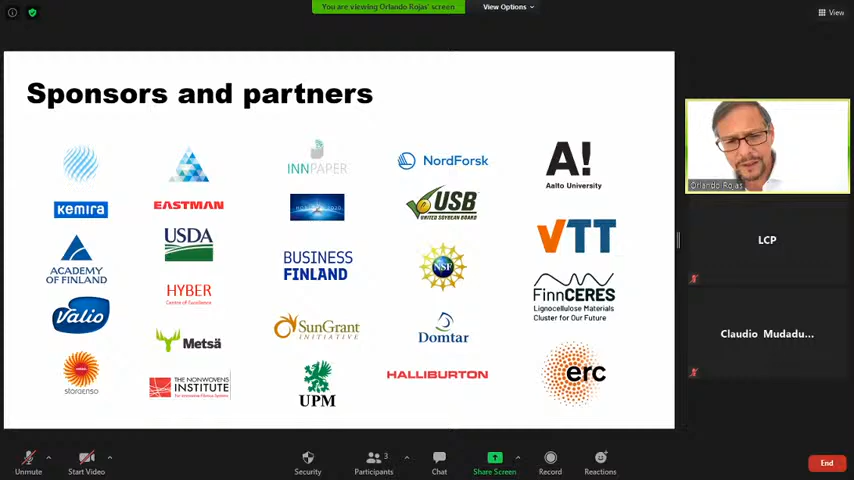 You are viewing Orlando Rojas' screen
View Options
View
Sponsors and partners
INNPAPER
NordForsk
A!
Aalto University
kemira
EASTMAN
USB
UNITED SOYBEAN BOARD
VTT
ACADEMY
OF FINLAND
USDA
BUSINESS
FINLAND
NSF
HYBER
Centre of Excellence
FinnCERES
Lignocellulose Materials
Cluster for Our Future
Valio
Metsä
SunGrant
INITIATIVE
Domtar
storaenso
THE NONWOVENS
INSTITUTE
UPM
HALLIBURTON
erc
Orlando Rojas
LCP
Claudio Mudadu...
Unmute
Start Video
Security
Participants
3
Chat
Share Screen
Record
Reactions
End